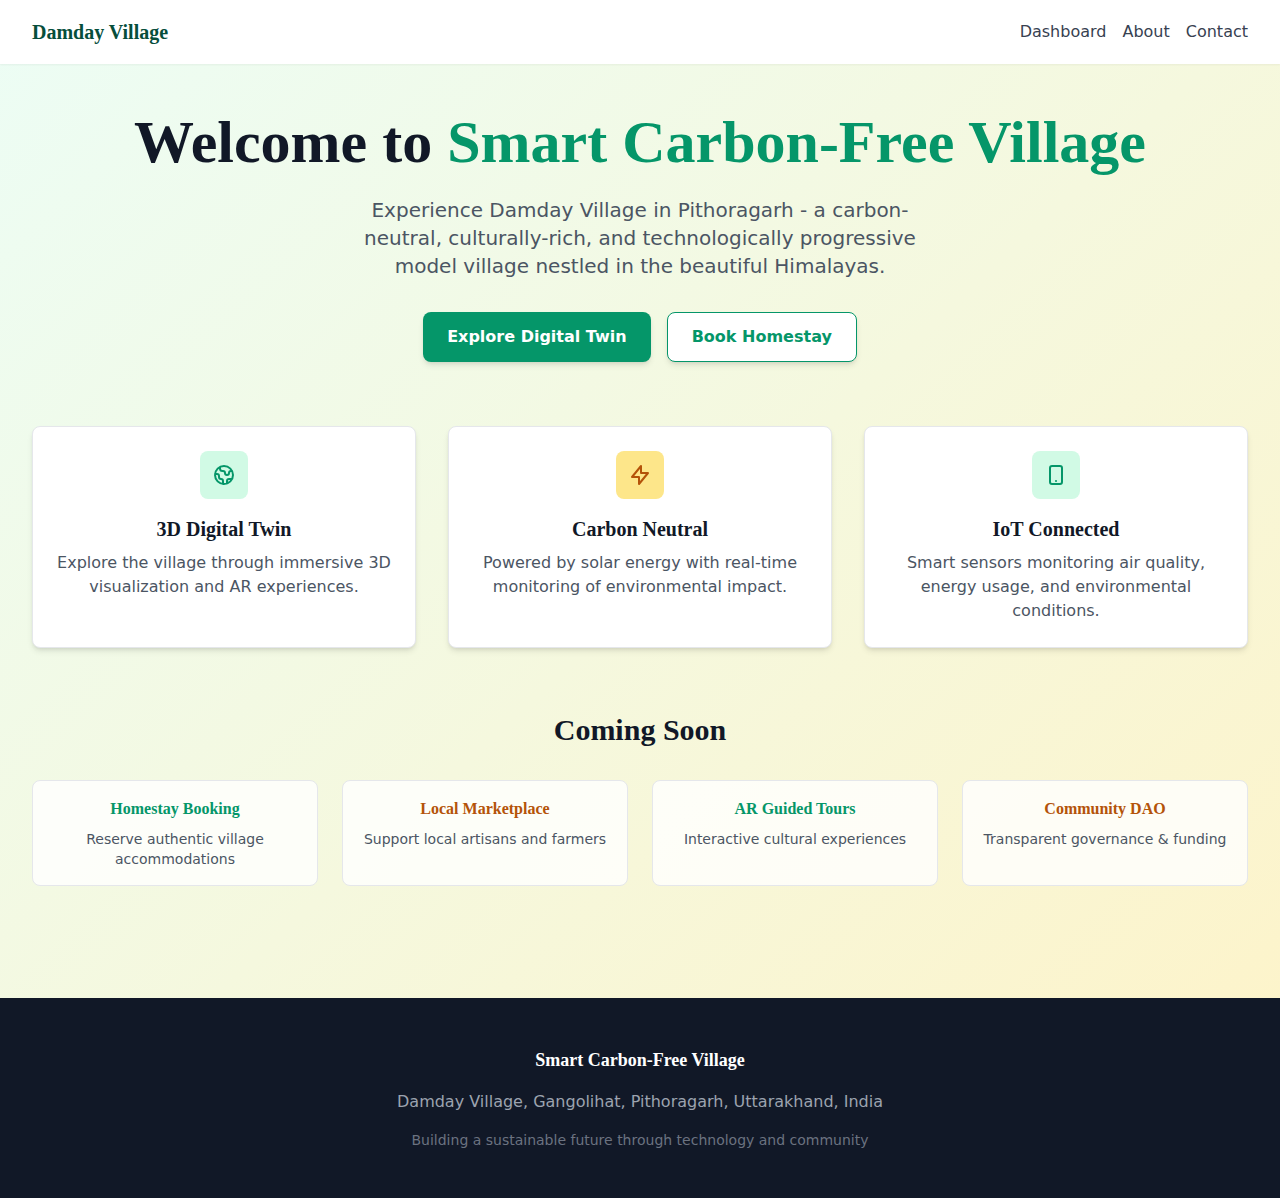 Damday Village
Dashboard About Contact
Welcome to Smart Carbon-Free Village
Experience Damday Village in Pithoragarh - a carbon-
neutral, culturally-rich, and technologically progressive
model village nestled in the beautiful Himalayas.
Explore Digital Twin
Book Homestay
3D Digital Twin
Explore the village through immersive 3D
visualization and AR experiences.
Carbon Neutral
Powered by solar energy with real-time
monitoring of environmental impact.
IoT Connected
Smart sensors monitoring air quality,
energy usage, and environmental
conditions.
Coming Soon
Homestay Booking
Reserve authentic village
accommodations
Local Marketplace
Support local artisans and farmers
AR Guided Tours
Interactive cultural experiences
Community DAO
Transparent governance & funding
Smart Carbon-Free Village
Damday Village, Gangolihat, Pithoragarh, Uttarakhand, India
Building a sustainable future through technology and community